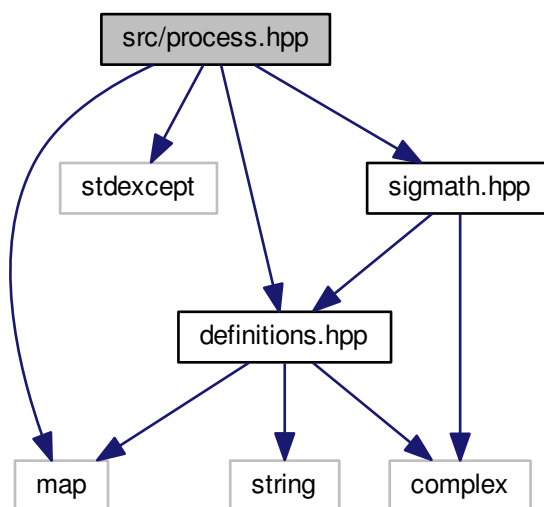 src/process.hpp
stdexcept
sigmath.hpp
definitions.hpp
map
string
complex